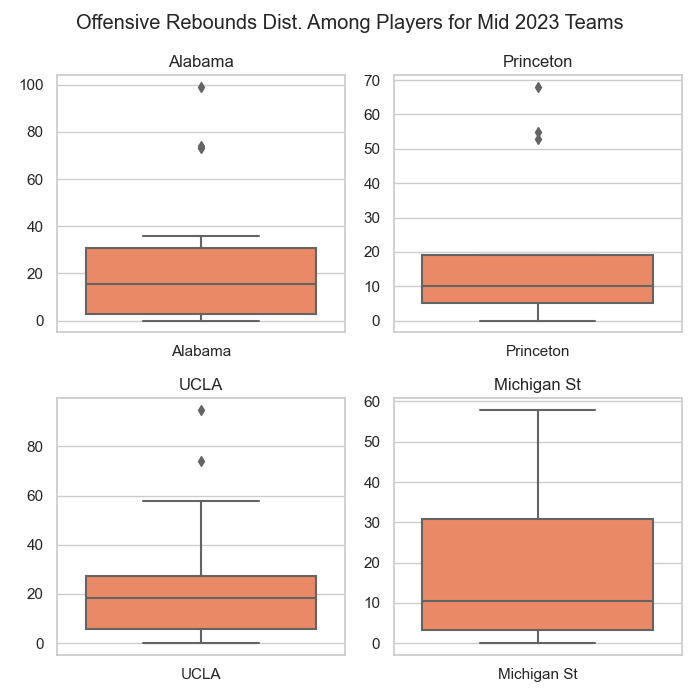 Offensive Rebounds Dist. Among Players for Mid 2023 Teams
Alabama
100
80
60
40
20
0
Alabama
Princeton
70
60
50
40
30
20
10
0
Princeton
UCLA
80
60
40
20
0
UCLA
Michigan St
60
50
40
30
20
10
0
Michigan St